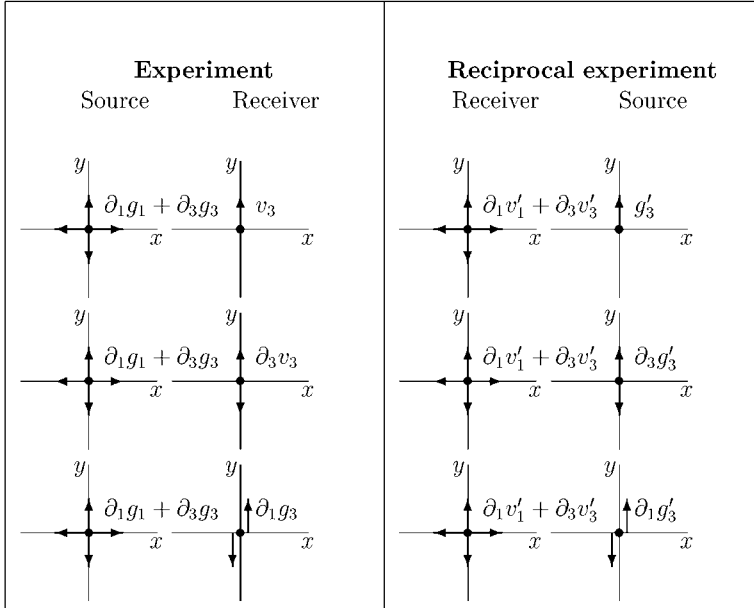 Experiment
Source Receiver
y
∂₁g₁ + ∂₃g₃
x
y
v₃
x
y
∂₁g₁ + ∂₃g₃
x
y
∂₃v₃
x
y
∂₁g₁ + ∂₃g₃
x
y
∂₁g₃
x
Reciprocal experiment
Receiver Source
y
∂₁v′₁ + ∂₃v′₃
x
y
g′₃
x
y
∂₁v′₁ + ∂₃v′₃
x
y
∂₃g′₃
x
y
∂₁v′₁ + ∂₃v′₃
x
y
∂₁g′₃
x